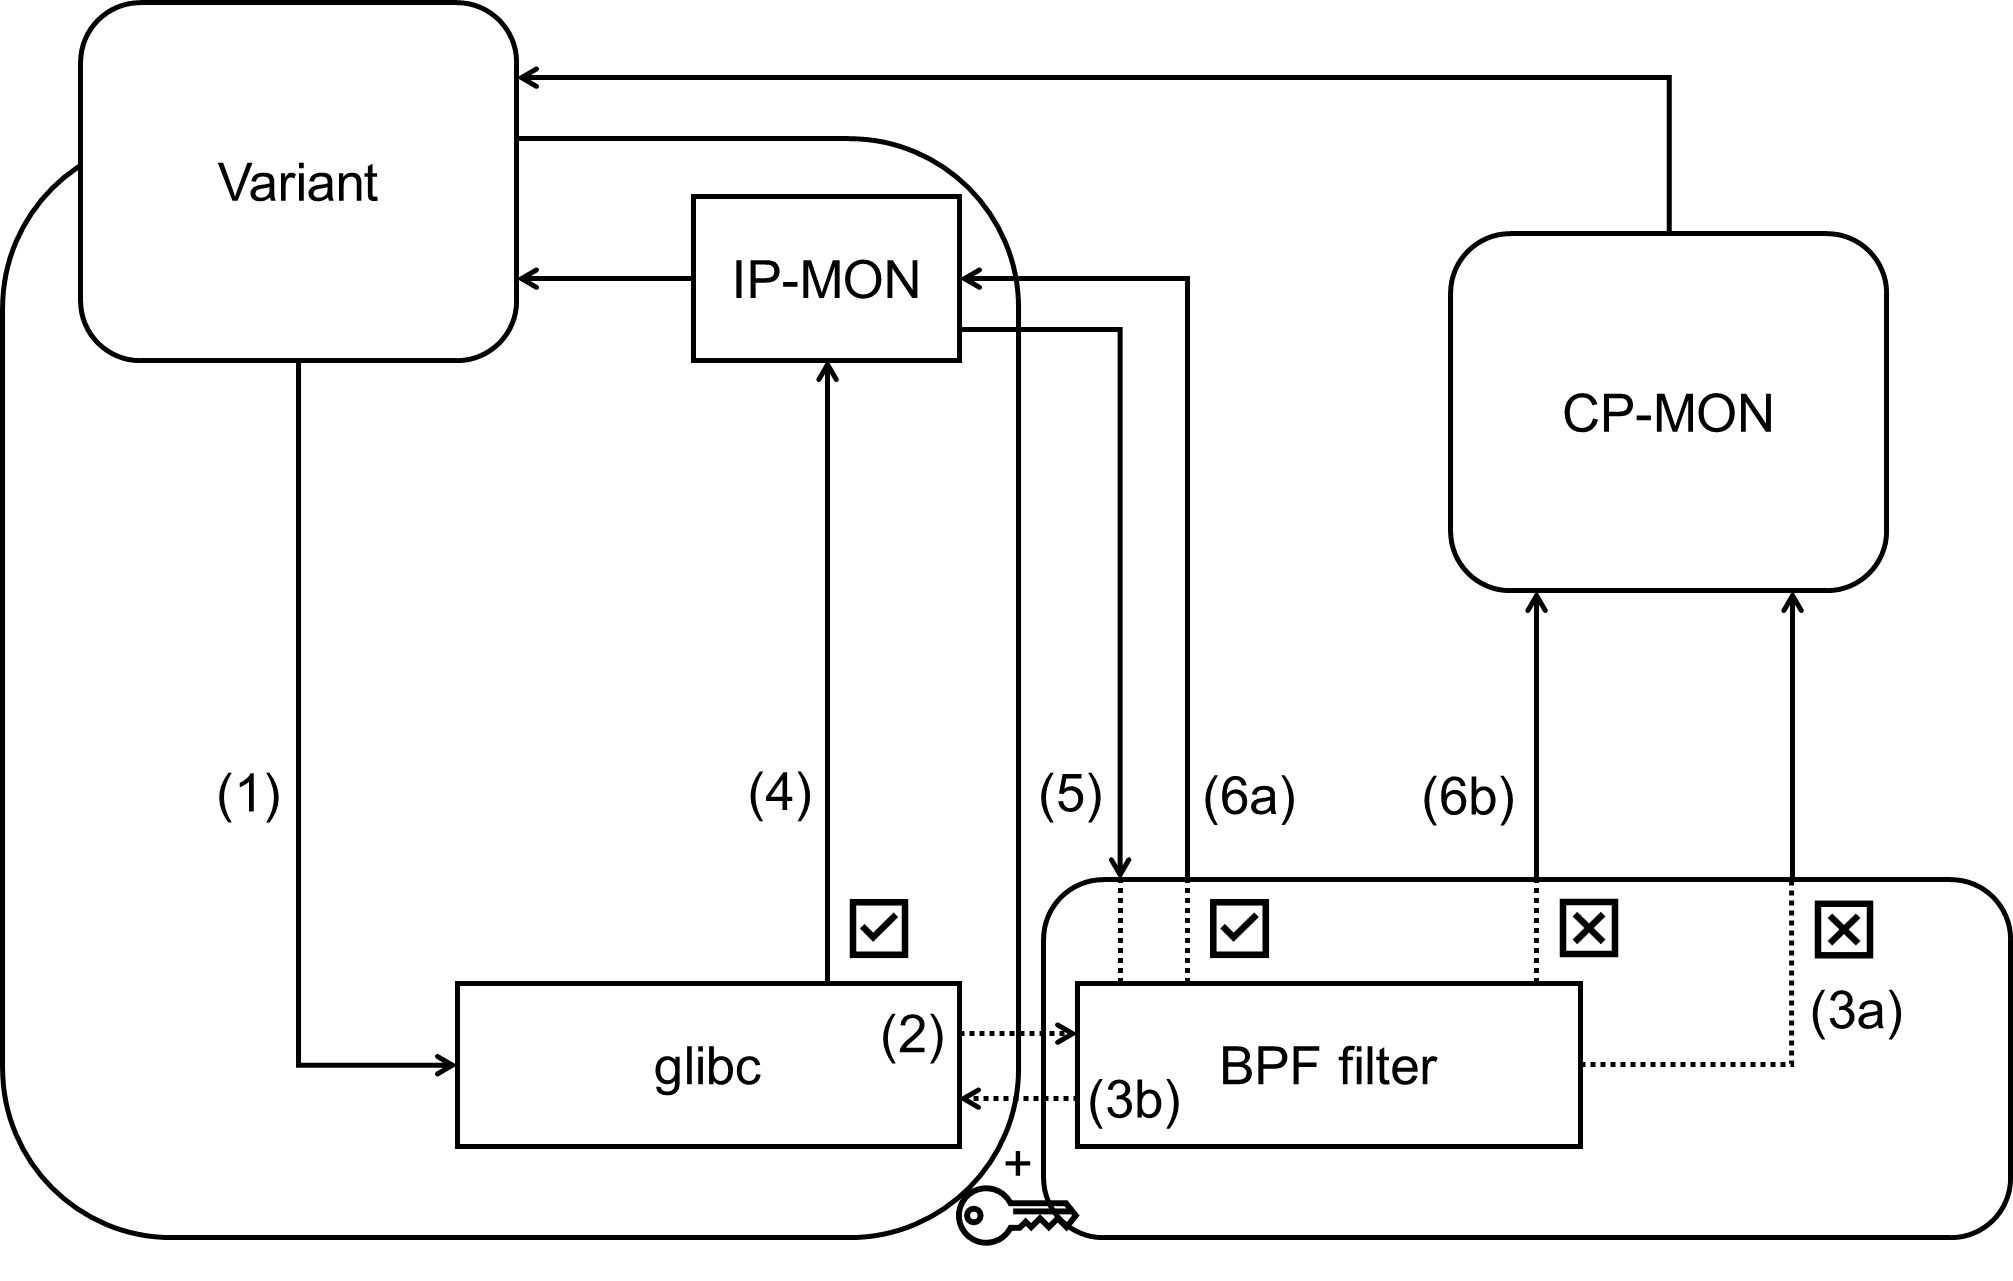 Variant
IP-MON
CP-MON
(1)
(4)
(5)
(6a)
(6b)
(2)
(3a)
glibc
BPF filter
(3b)
+